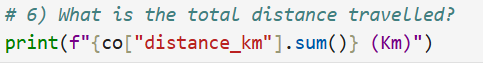 # 6) What is the total distance travelled?
print(f"{co["distance_km"].sum()} (Km)")